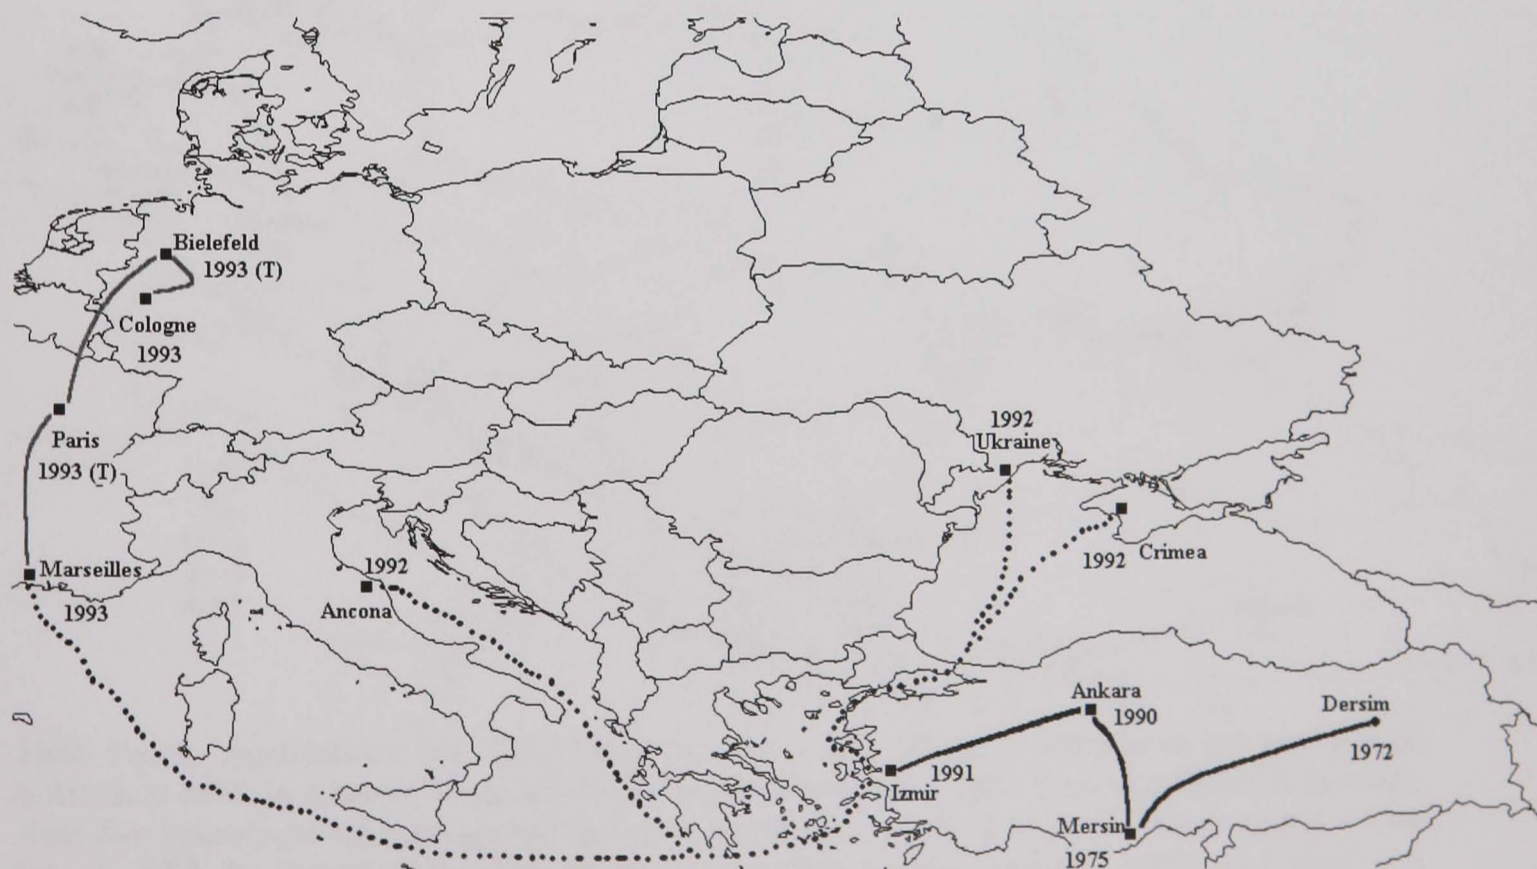 Bielefeld
1993 (T)
Cologne
1993
Paris
1993 (T)
Marseilles
1993
1992
Ancona
1992
Ukraine
1992
Crimea
Ankara
1990
Dersim
1972
1991
Izmir
Mersin
1975